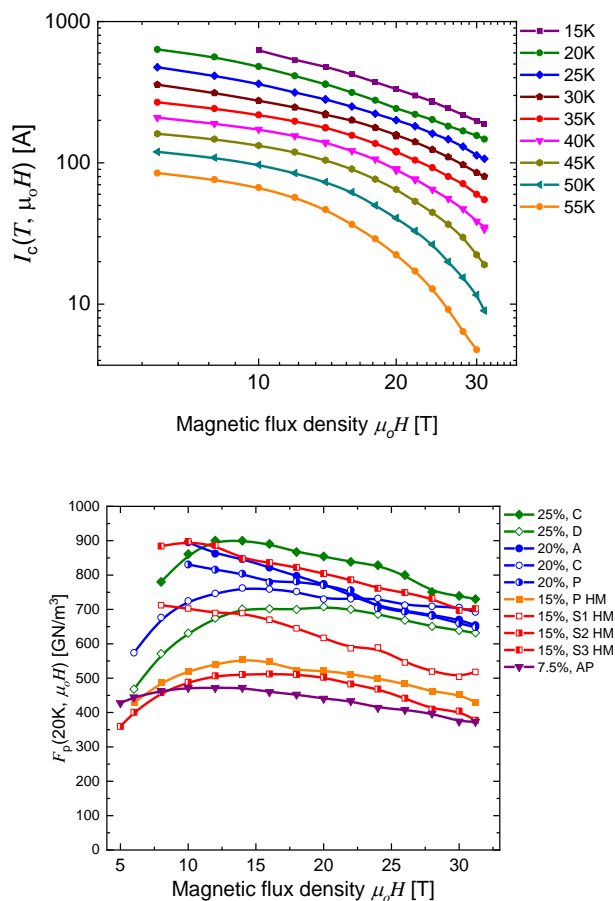 1000
100
10
10
20
30
I_c(T, μ_oH) [A]
Magnetic flux density μ_oH [T]
15K
20K
25K
30K
35K
40K
45K
50K
55K
1000
900
800
700
600
500
400
300
200
100
0
5
10
15
20
25
30
F_p(20K, μ_oH) [GN/m³]
Magnetic flux density μ_oH [T]
25%, C
25%, D
20%, A
20%, C
20%, P
15%, P HM
15%, S1 HM
15%, S2 HM
15%, S3 HM
7.5%, AP